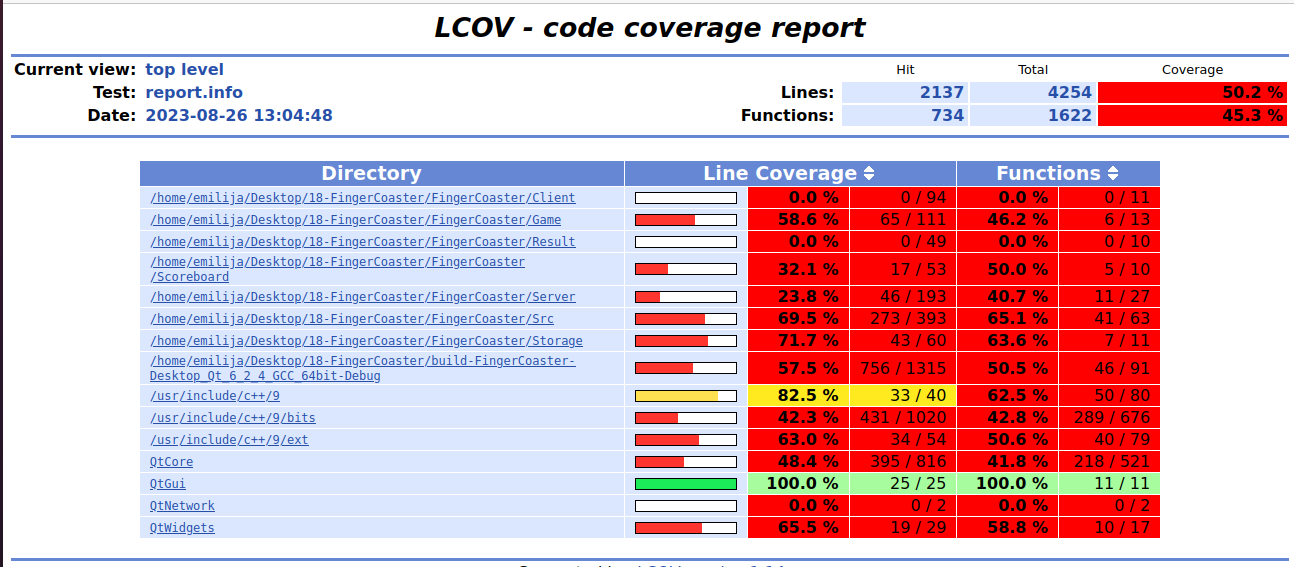 LCOV - code coverage report
Current view: top level Hit Total Coverage
Test: report.info Lines: 2137 4254 50.2 %
Date: 2023-08-26 13:04:48 Functions: 734 1622 45.3 %
Directory Line Coverage Functions
/home/emilija/Desktop/18-FingerCoaster/FingerCoaster/Client 0.0 % 0 / 94 0.0 % 0 / 11
/home/emilija/Desktop/18-FingerCoaster/FingerCoaster/Game 58.6 % 65 / 111 46.2 % 6 / 13
/home/emilija/Desktop/18-FingerCoaster/FingerCoaster/Result 0.0 % 0 / 49 0.0 % 0 / 10
/home/emilija/Desktop/18-FingerCoaster/FingerCoaster
/Scoreboard 32.1 % 17 / 53 50.0 % 5 / 10
/home/emilija/Desktop/18-FingerCoaster/FingerCoaster/Server 23.8 % 46 / 193 40.7 % 11 / 27
/home/emilija/Desktop/18-FingerCoaster/FingerCoaster/Src 69.5 % 273 / 393 65.1 % 41 / 63
/home/emilija/Desktop/18-FingerCoaster/FingerCoaster/Storage 71.7 % 43 / 60 63.6 % 7 / 11
/home/emilija/Desktop/18-FingerCoaster/build-FingerCoaster-
Desktop_Qt_6_2_4_GCC_64bit-Debug 57.5 % 756 / 1315 50.5 % 46 / 91
/usr/include/c++/9 82.5 % 33 / 40 62.5 % 50 / 80
/usr/include/c++/9/bits 42.3 % 431 / 1020 42.8 % 289 / 676
/usr/include/c++/9/ext 63.0 % 34 / 54 50.6 % 40 / 79
QtCore 48.4 % 395 / 816 41.8 % 218 / 521
QtGui 100.0 % 25 / 25 100.0 % 11 / 11
QtNetwork 0.0 % 0 / 2 0.0 % 0 / 2
QtWidgets 65.5 % 19 / 29 58.8 % 10 / 17